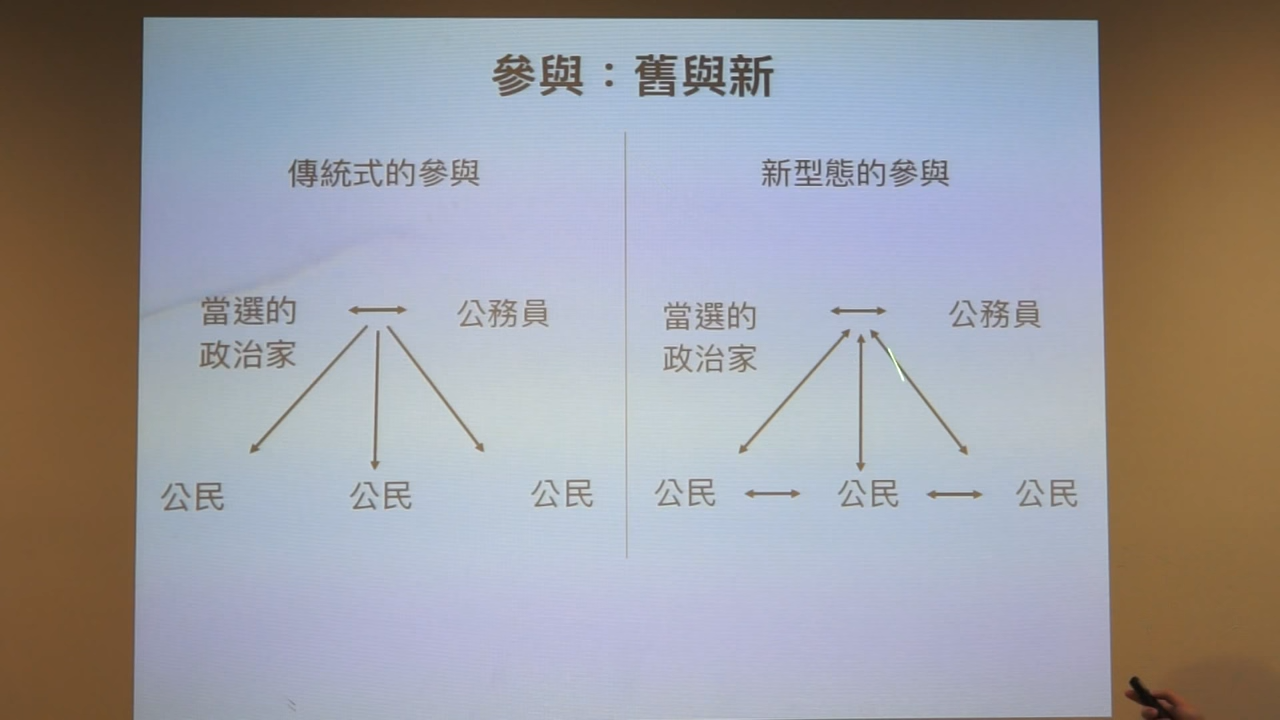 參與：舊與新
傳統式的參與
當選的
政治家
公務員
公民
公民
公民
新型態的參與
當選的
政治家
公務員
公民
公民
公民